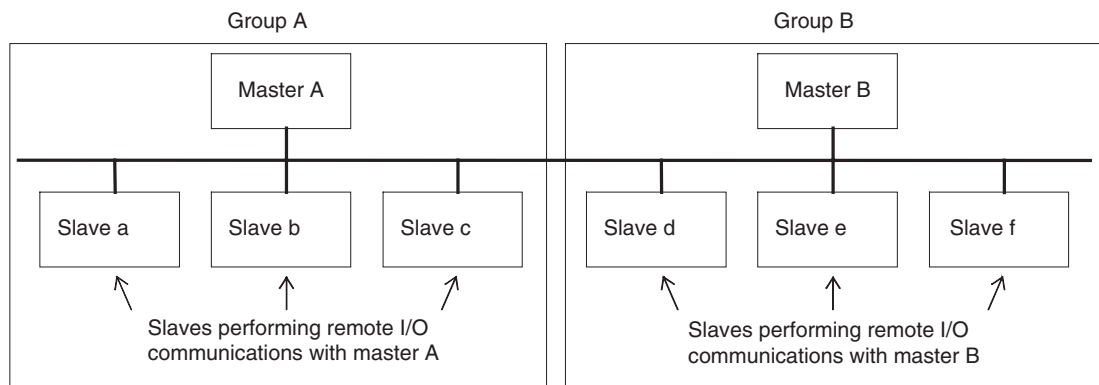 Group A
Group B
Master A
Master B
Slave a
Slave b
Slave c
Slave d
Slave e
Slave f
Slaves performing remote I/O
communications with master A
Slaves performing remote I/O
communications with master B